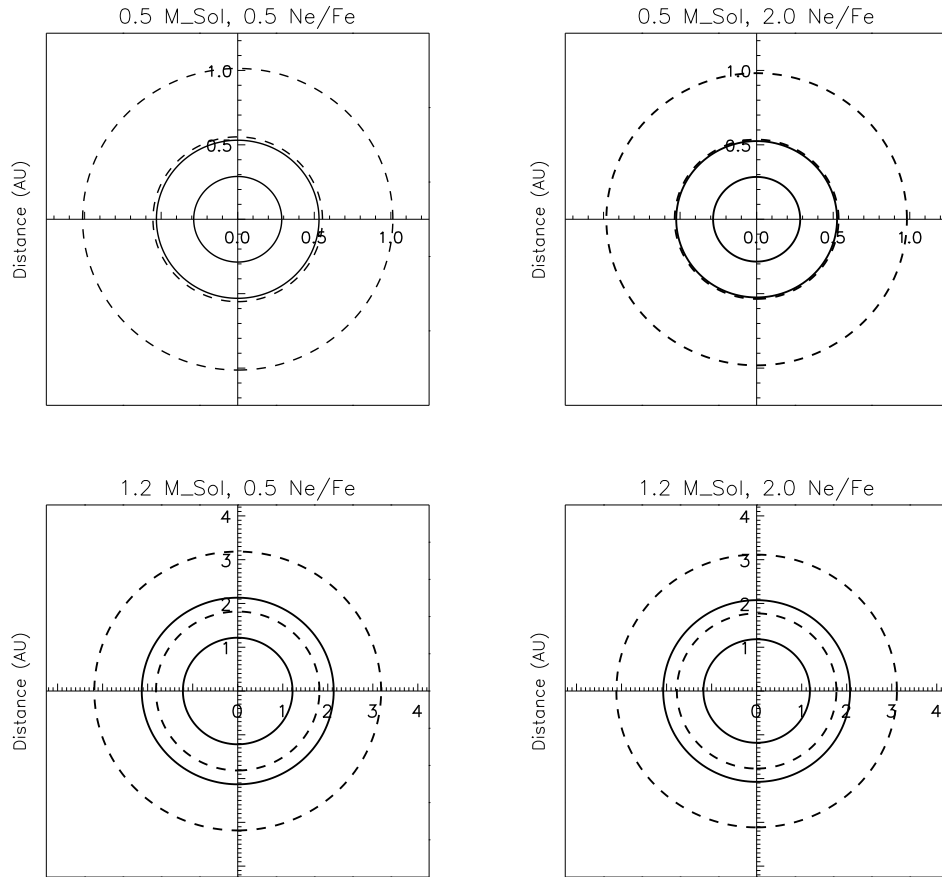 0.5 M_Sol, 0.5 Ne/Fe
Distance (AU)
1.0
0.5
0.0 0.5 1.0
0.5 M_Sol, 2.0 Ne/Fe
Distance (AU)
1.0
0.5
0.0 0.5 1.0
1.2 M_Sol, 0.5 Ne/Fe
Distance (AU)
4
3
2
1
0 1 2 3 4
1.2 M_Sol, 2.0 Ne/Fe
Distance (AU)
4
3
2
1
0 1 2 3 4